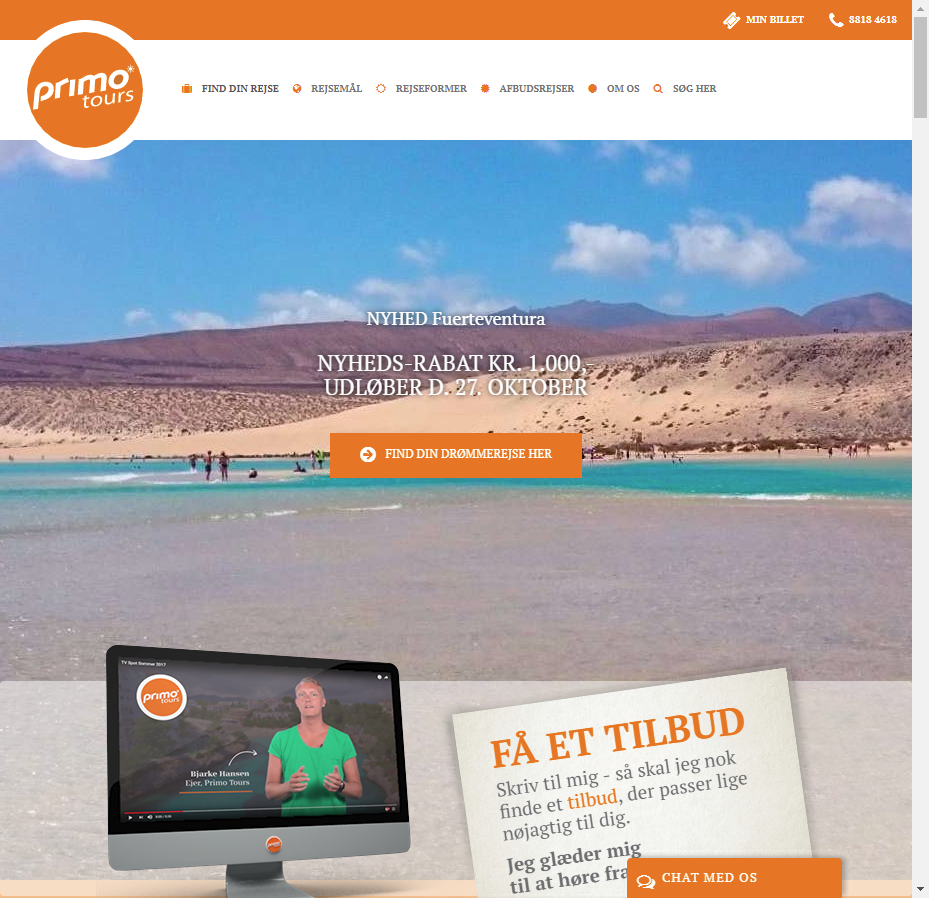 MIN BILLET
8818 4618
primo
tours
FIND DIN REJSE
REJSEMÅL
REJSEFORMER
AFBUDSREJSER
OM OS
SØG HER
NYHED Fuerteventura
NYHEDS-RABAT KR. 1.000,-
UDLØBER D. 27. OKTOBER
FIND DIN DRØMMEREJSE HER
TV Spot Sommer 2017
primo
tours
Bjarke Hansen
Ejer, Primo Tours
FÅ ET TILBUD
Skriv til mig - så skal jeg nok
finde et tilbud, der passer lige
nøjagtig til dig.
Jeg glæder mig
til at høre fra
CHAT MED OS